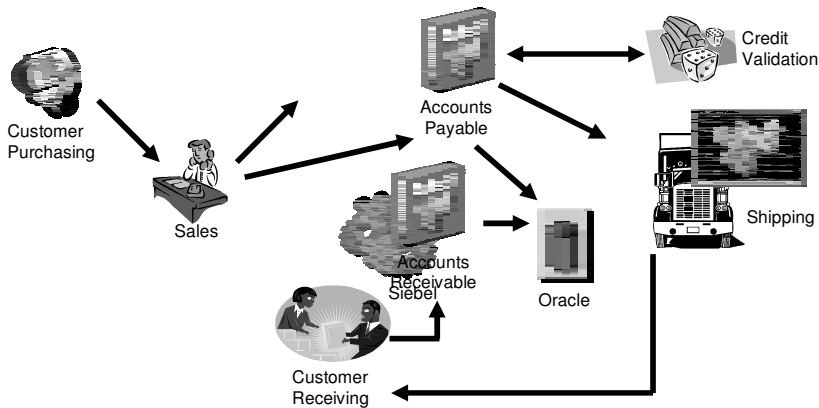 Credit
Validation
Accounts
Payable
Customer
Purchasing
Sales
Shipping
Accounts
Receivable
Siebel
Oracle
Customer
Receiving